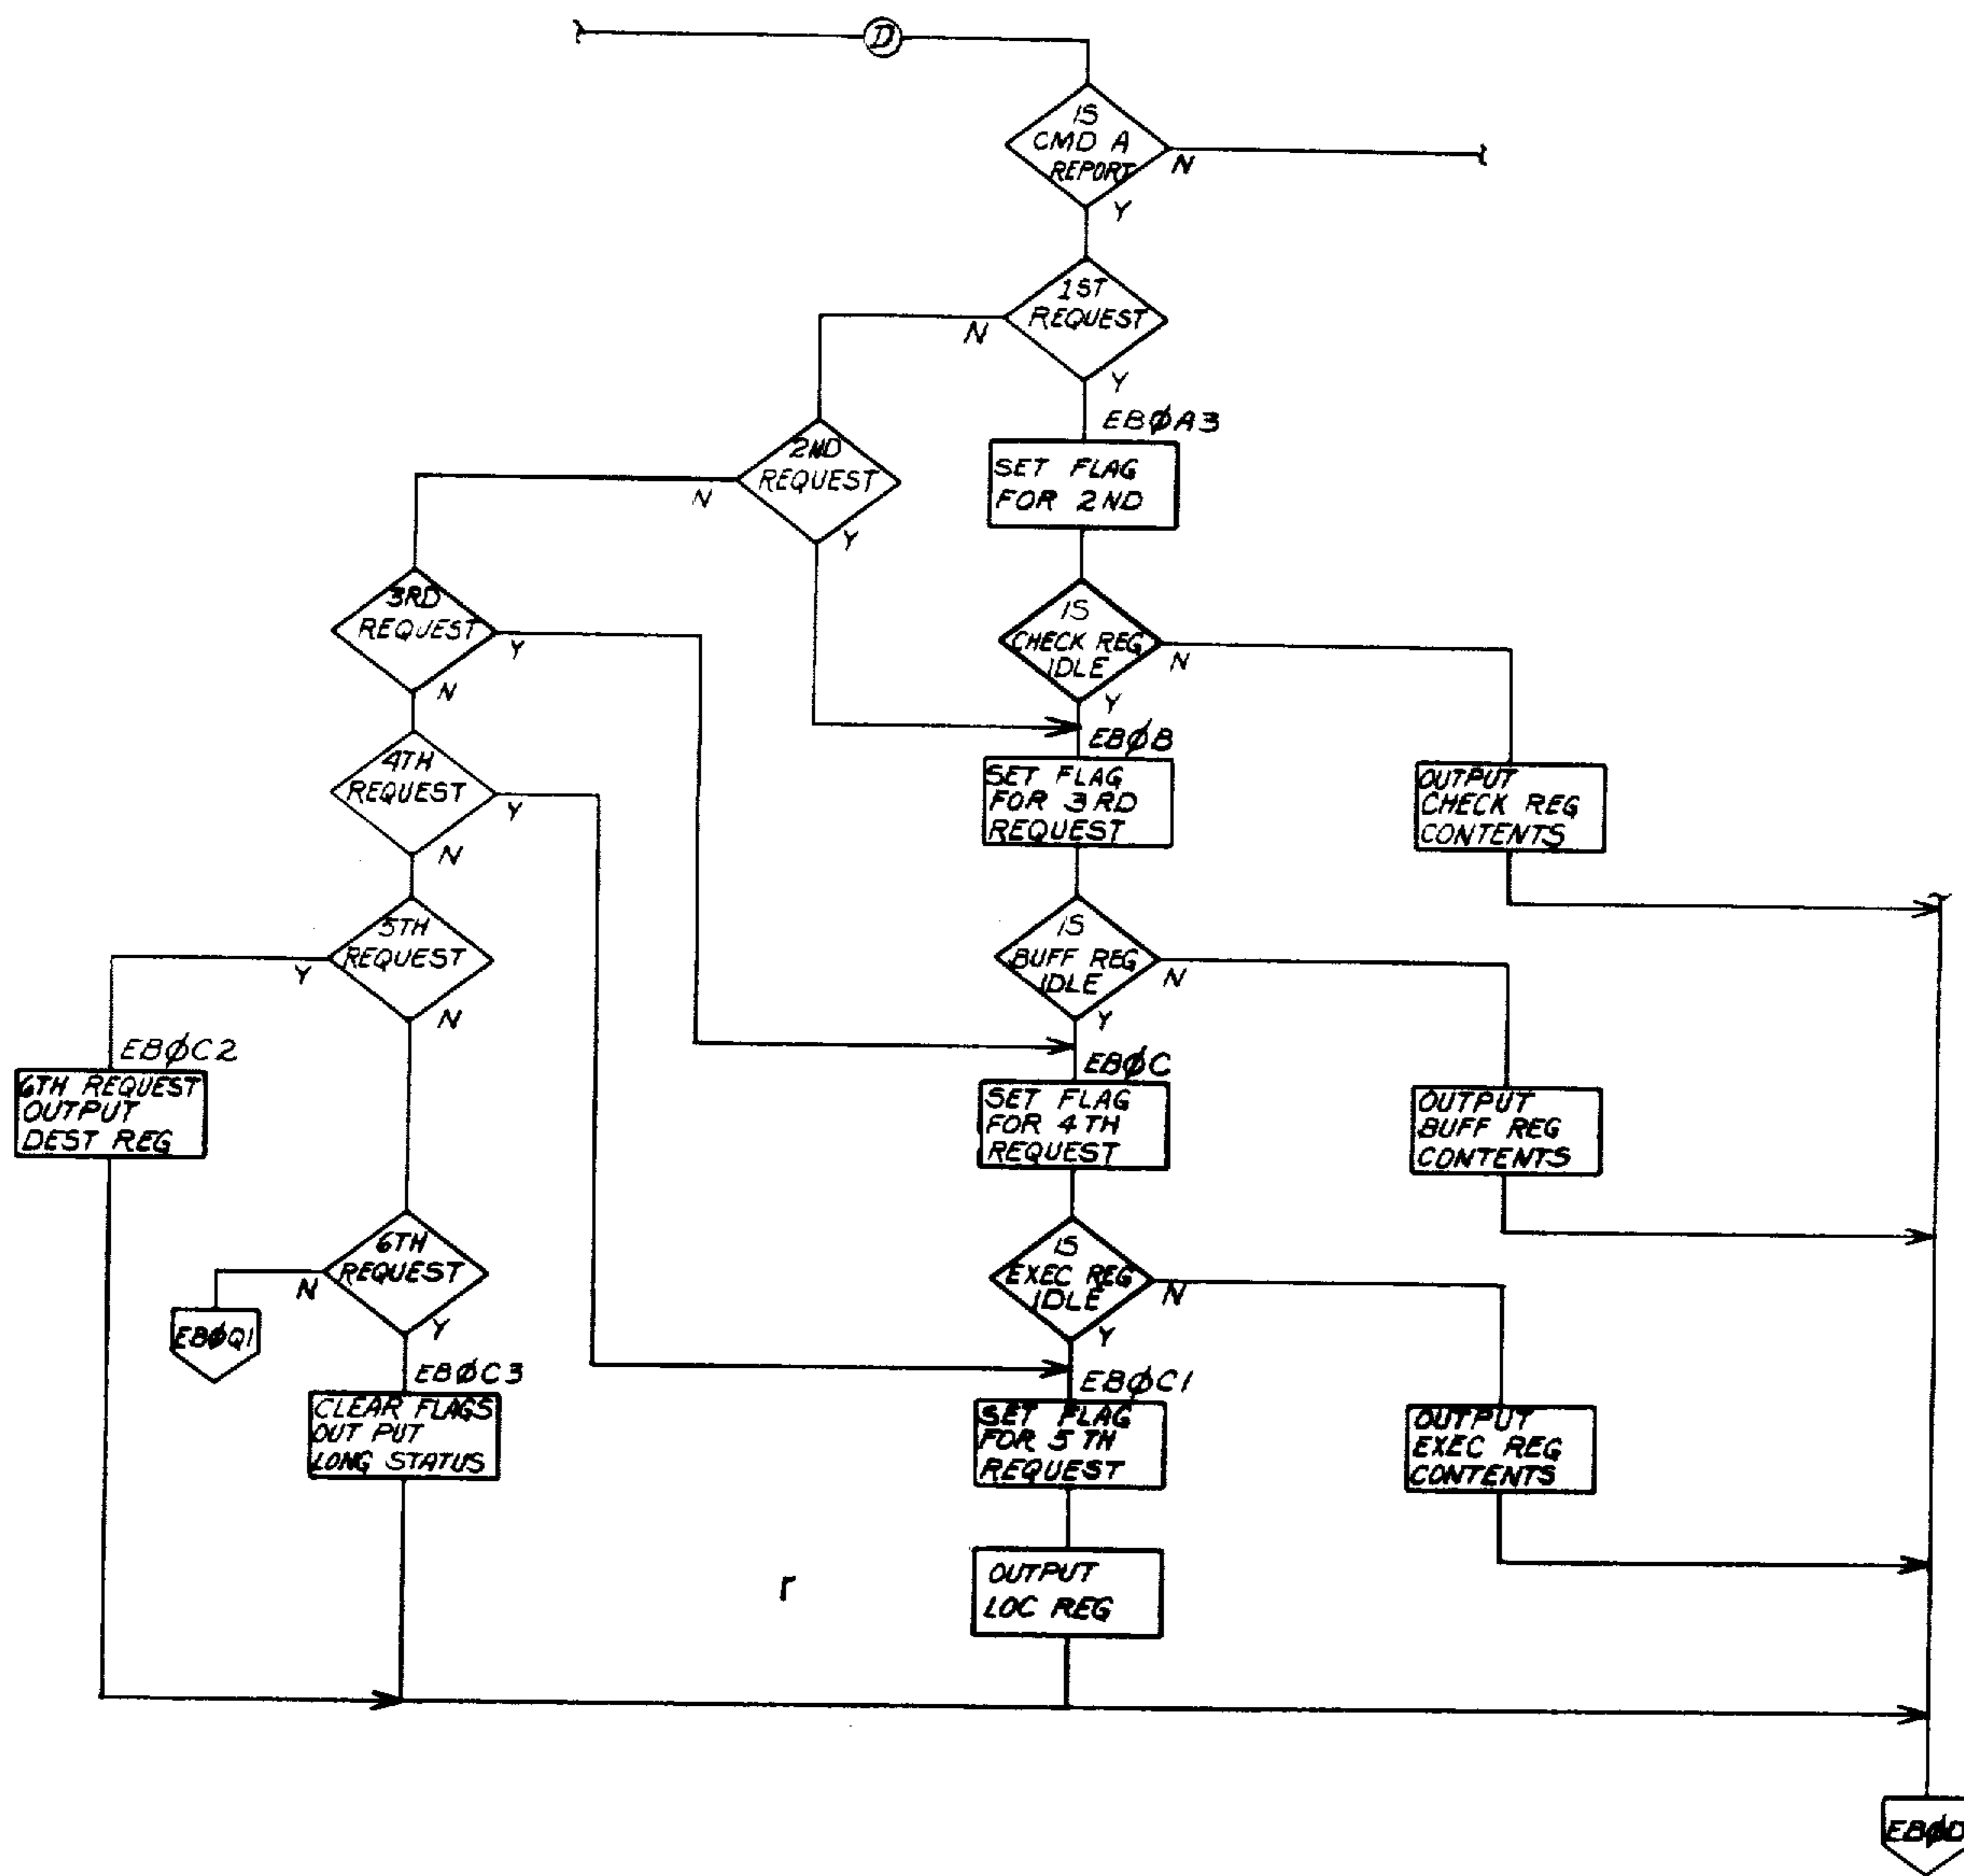 D
IS
CMD A
REPORT
N
Y
1ST
REQUEST
N
Y
EBØA3
SET FLAG
FOR 2ND
2ND
REQUEST
N
Y
3RD
REQUEST
Y
N
IS
CHECK REG
IDLE
N
Y
EBØB
SET FLAG
FOR 3RD
REQUEST
OUTPUT
CHECK REG
CONTENTS
4TH
REQUEST
Y
N
5TH
REQUEST
Y
N
IS
BUFF REG
IDLE
N
Y
EBØC2
6TH REQUEST
OUTPUT
DEST REG
EBØC
SET FLAG
FOR 4TH
REQUEST
OUTPUT
BUFF REG
CONTENTS
6TH
REQUEST
N
Y
IS
EXEC REG
IDLE
N
Y
EBØQ1
EBØC3
CLEAR FLAGS
OUT PUT
LONG STATUS
EBØC1
SET FLAG
FOR 5TH
REQUEST
OUTPUT
EXEC REG
CONTENTS
r
OUTPUT
LOC REG
EBØD